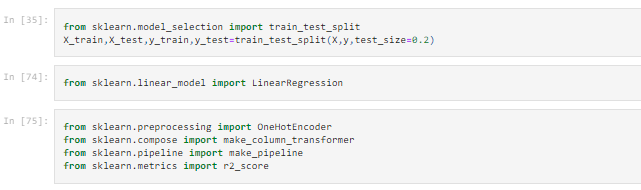 In [35]:
from sklearn.model_selection import train_test_split
X_train,X_test,y_train,y_test=train_test_split(X,y,test_size=0.2)
In [74]:
from sklearn.linear_model import LinearRegression
In [75]:
from sklearn.preprocessing import OneHotEncoder
from sklearn.compose import make_column_transformer
from sklearn.pipeline import make_pipeline
from sklearn.metrics import r2_score